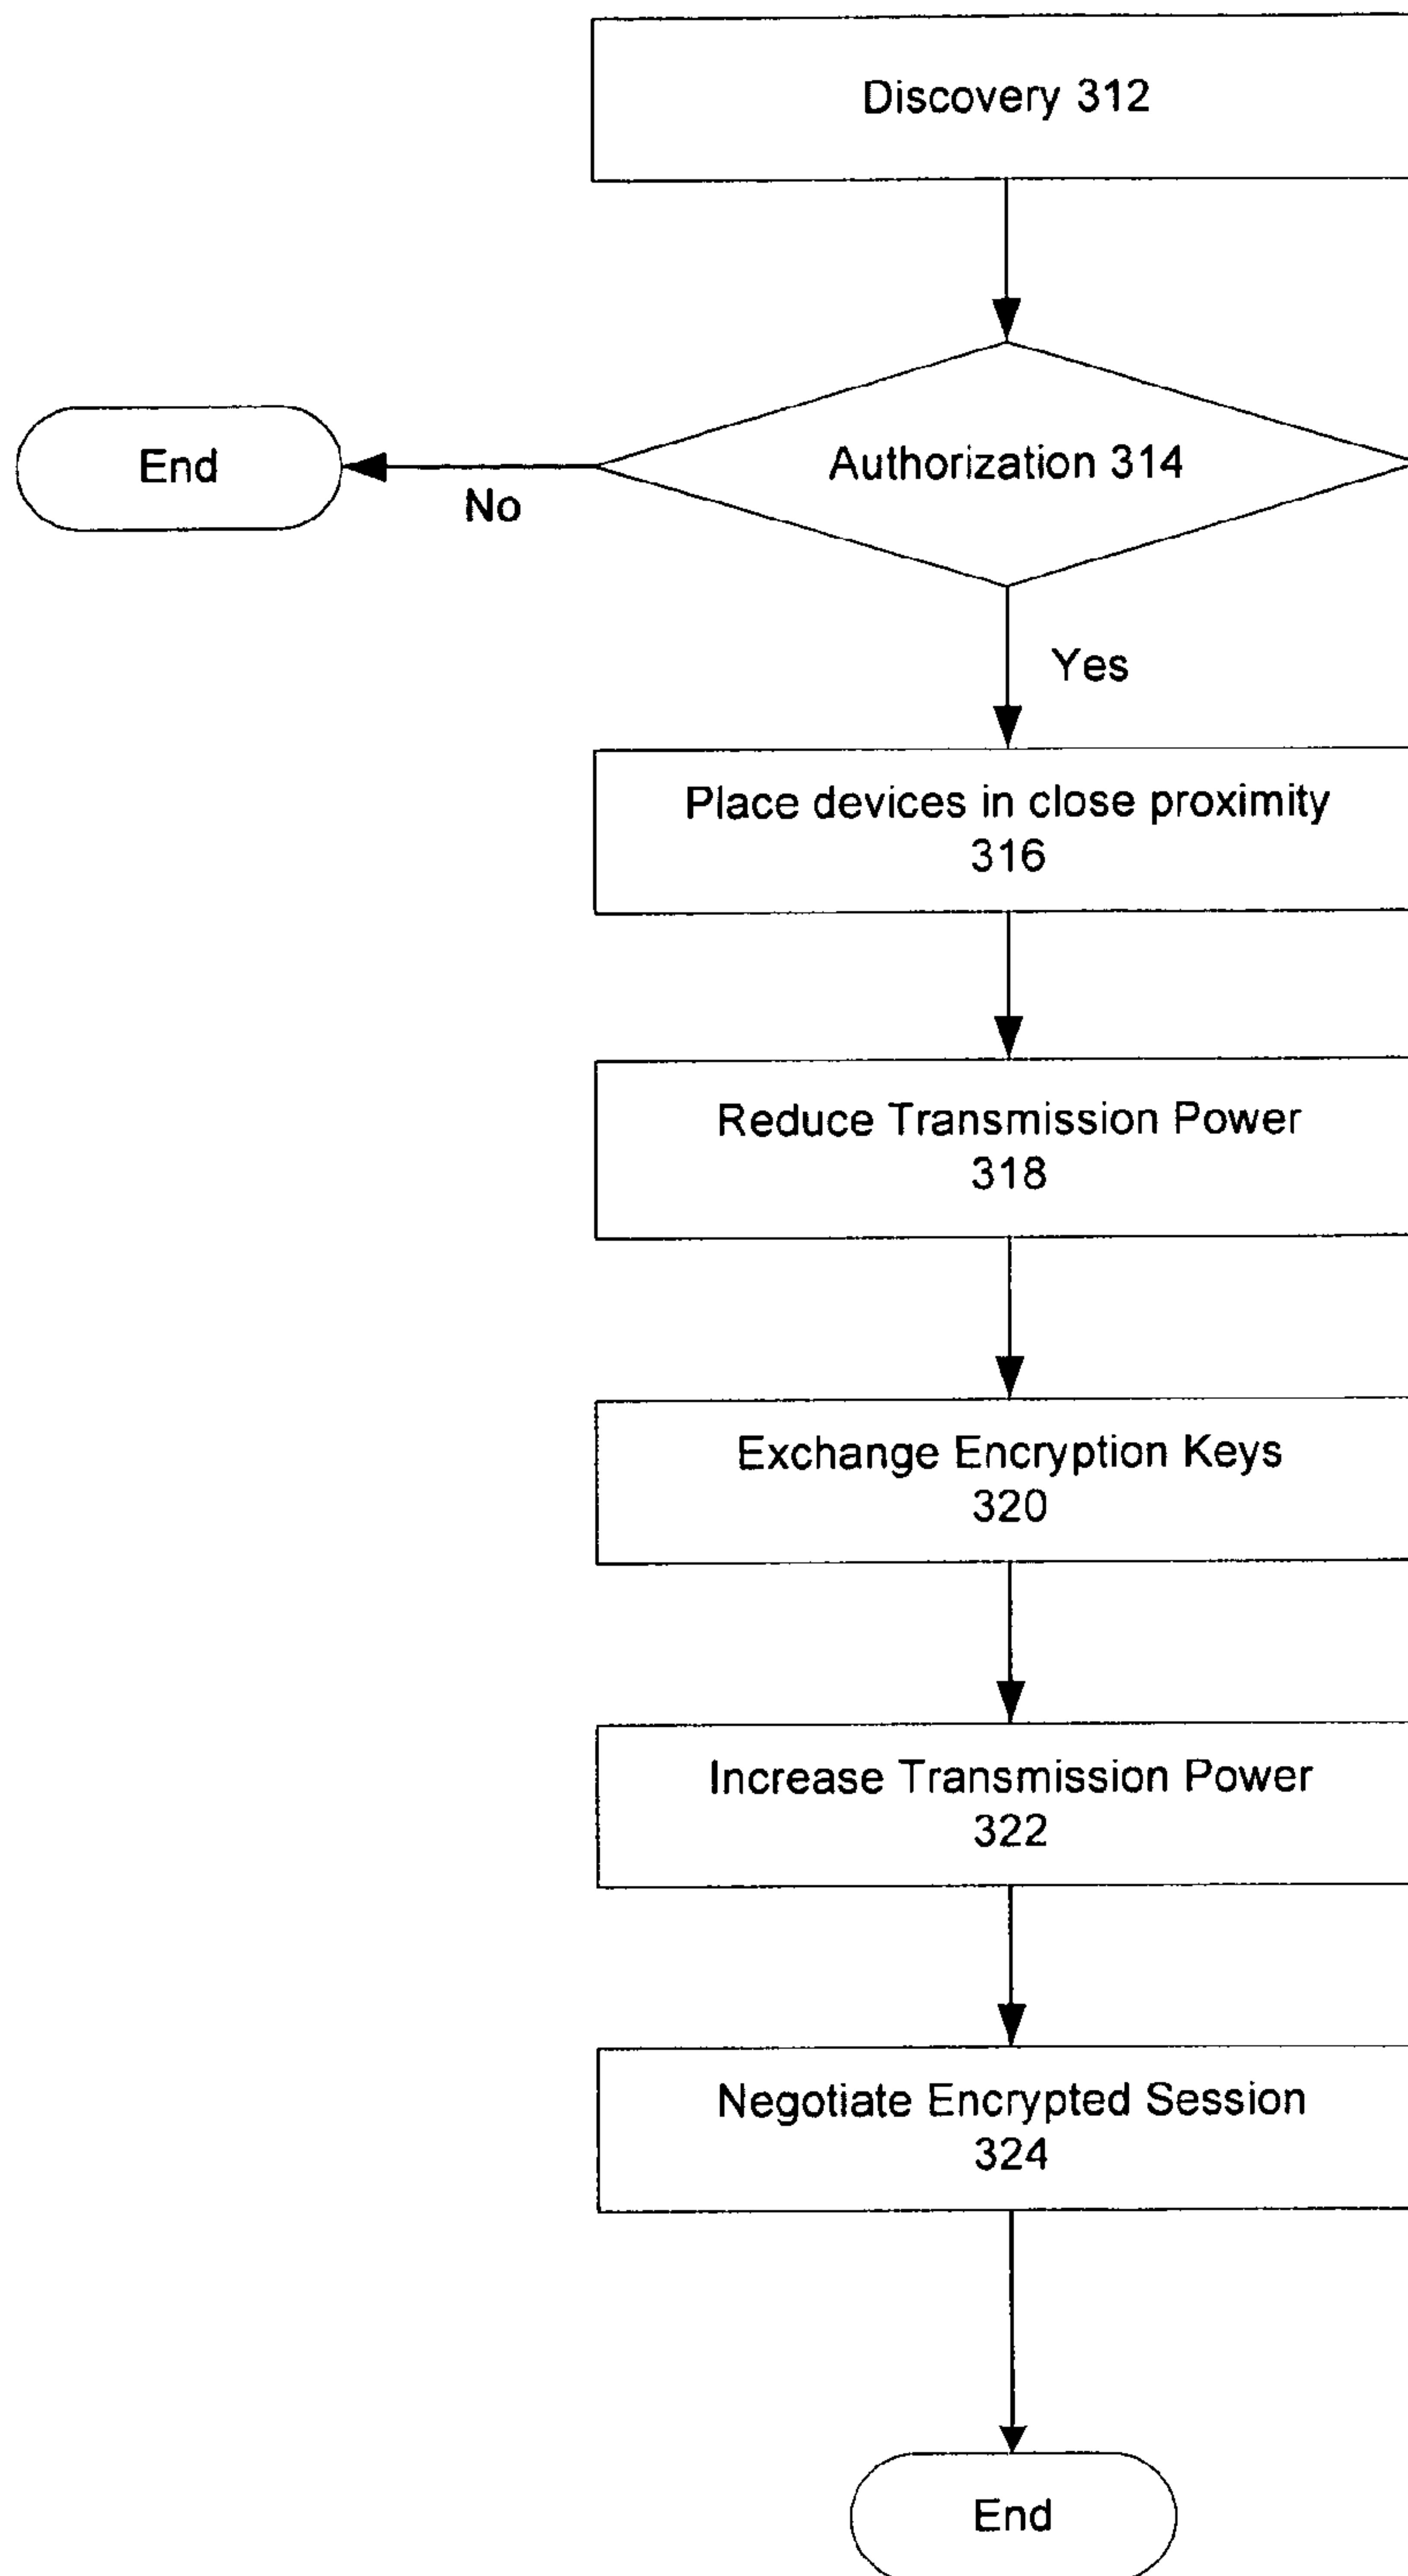 Discovery 312
Authorization 314
End
No
Yes
Place devices in close proximity
316
Reduce Transmission Power
318
Exchange Encryption Keys
320
Increase Transmission Power
322
Negotiate Encrypted Session
324
End